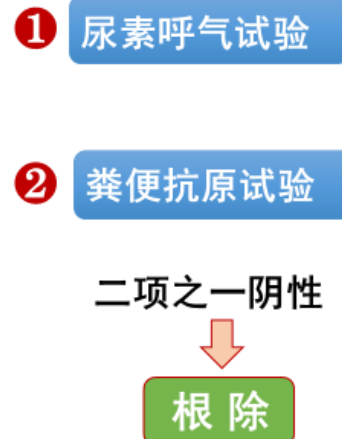 ❶ 尿素呼气试验
❷ 粪便抗原试验
二项之一阴性
根除